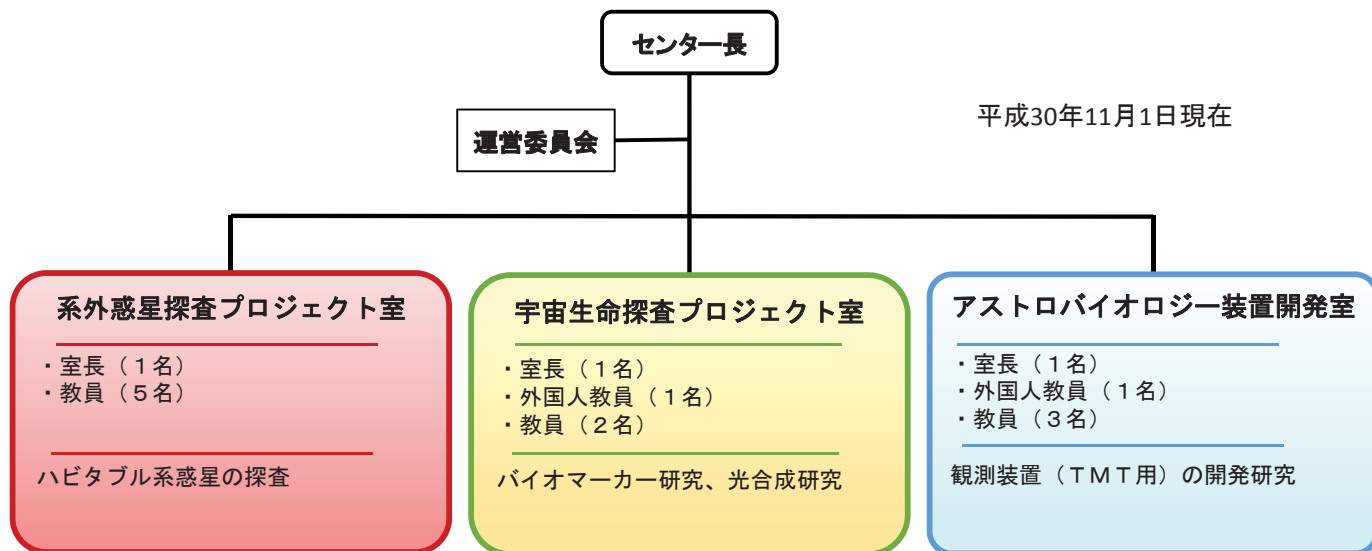 センター長
運営委員会
平成30年11月1日現在
系外惑星探査プロジェクト室
・室長（１名）
・教員（５名）
ハビタブル系惑星の探査
宇宙生命探査プロジェクト室
・室長（１名）
・外国人教員（１名）
・教員（２名）
バイオマーカー研究、光合成研究
アストロバイオロジー装置開発室
・室長（１名）
・外国人教員（１名）
・教員（３名）
観測装置（ＴＭＴ用）の開発研究